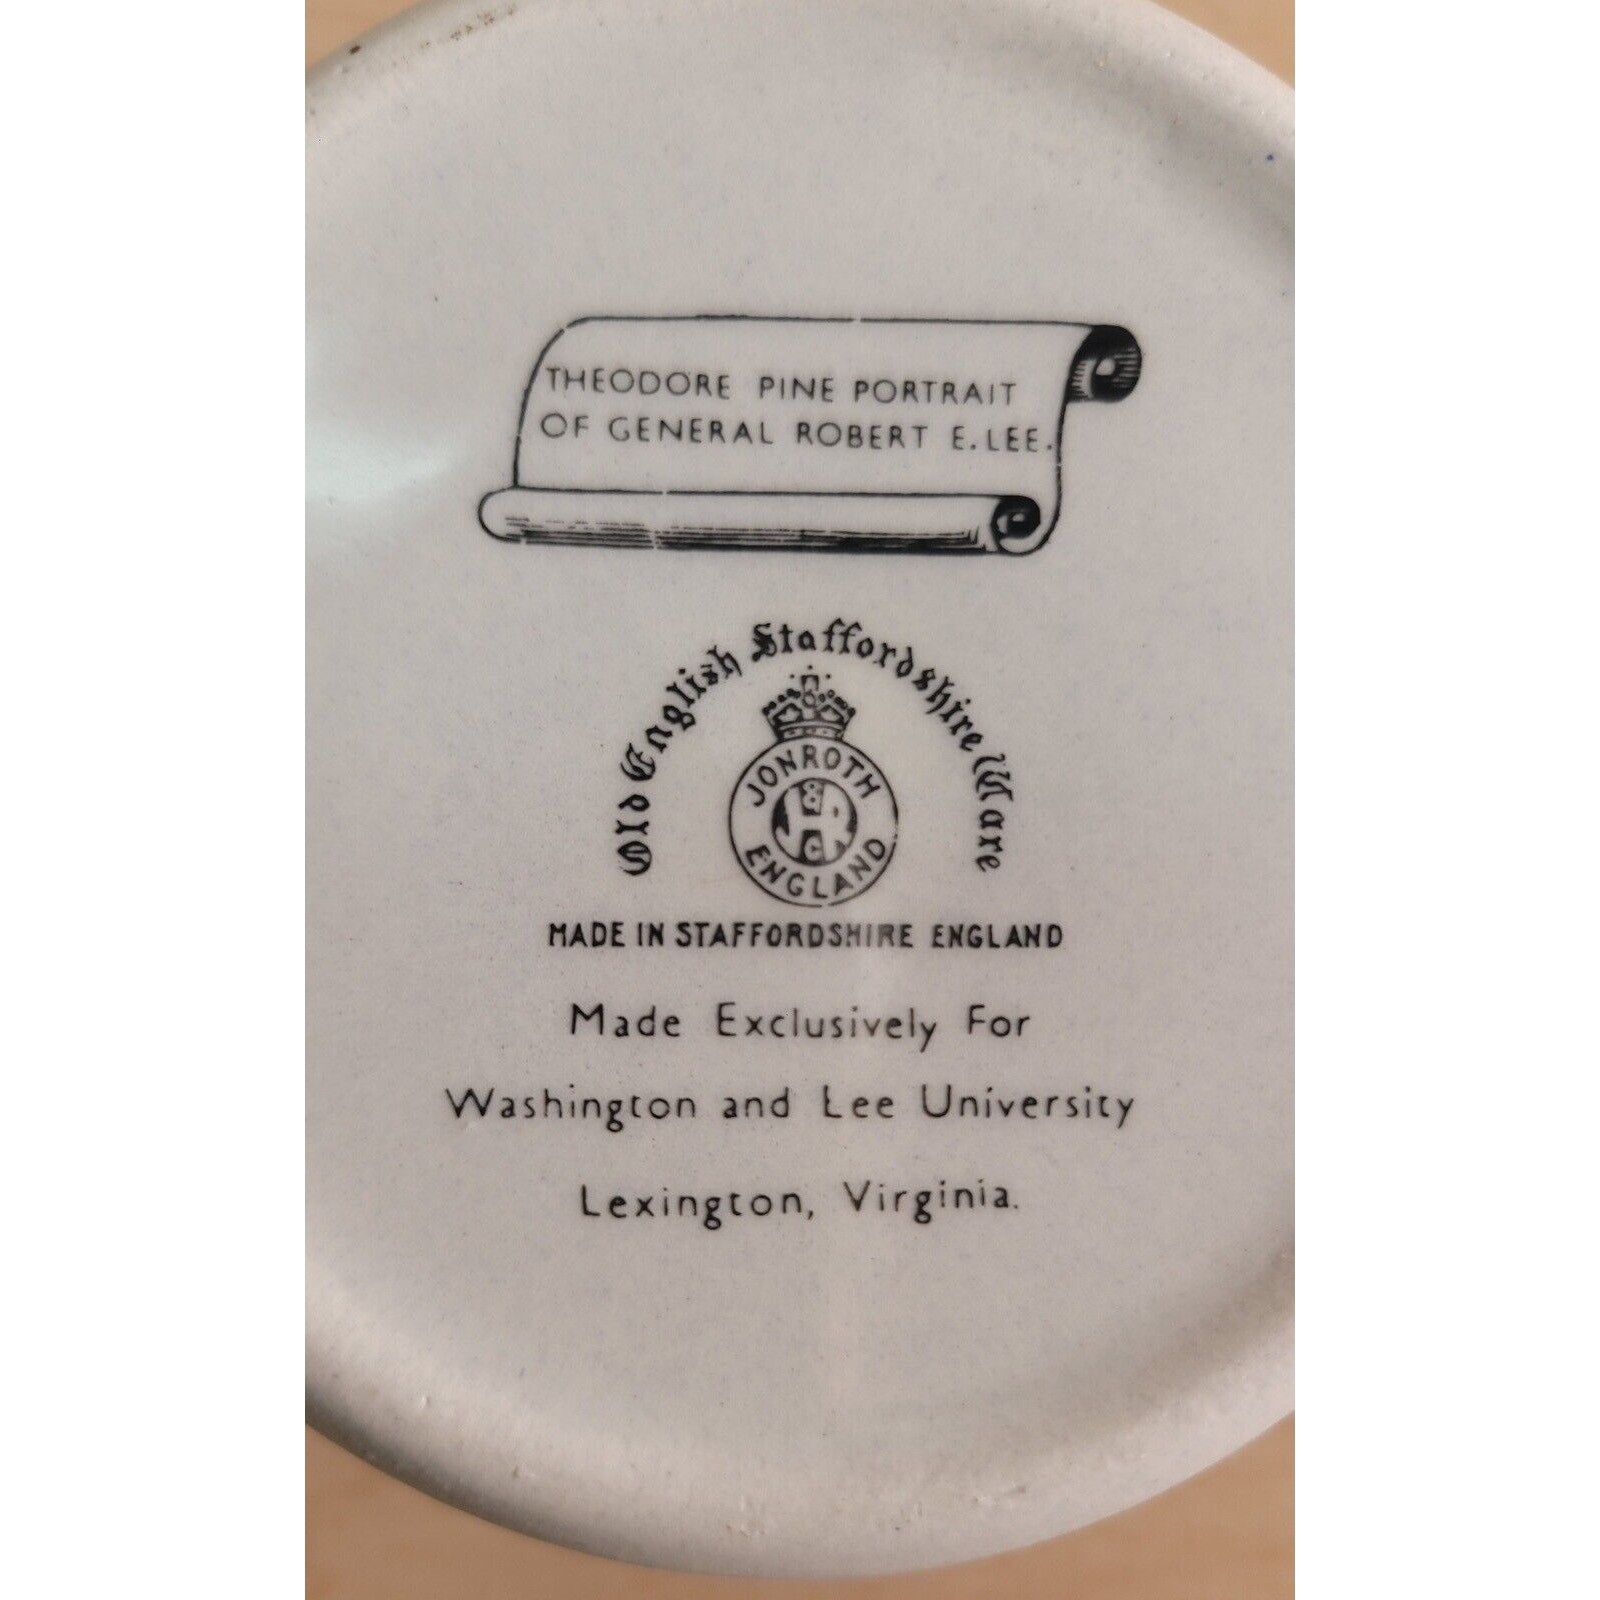 THEODORE PINE PORTRAIT
OF GENERAL ROBERT E. LEE.
Old English Staffordshire Ware
JONROTH
ENGLAND
MADE IN STAFFORDSHIRE ENGLAND
Made Exclusively For
Washington and Lee University
Lexington, Virginia.